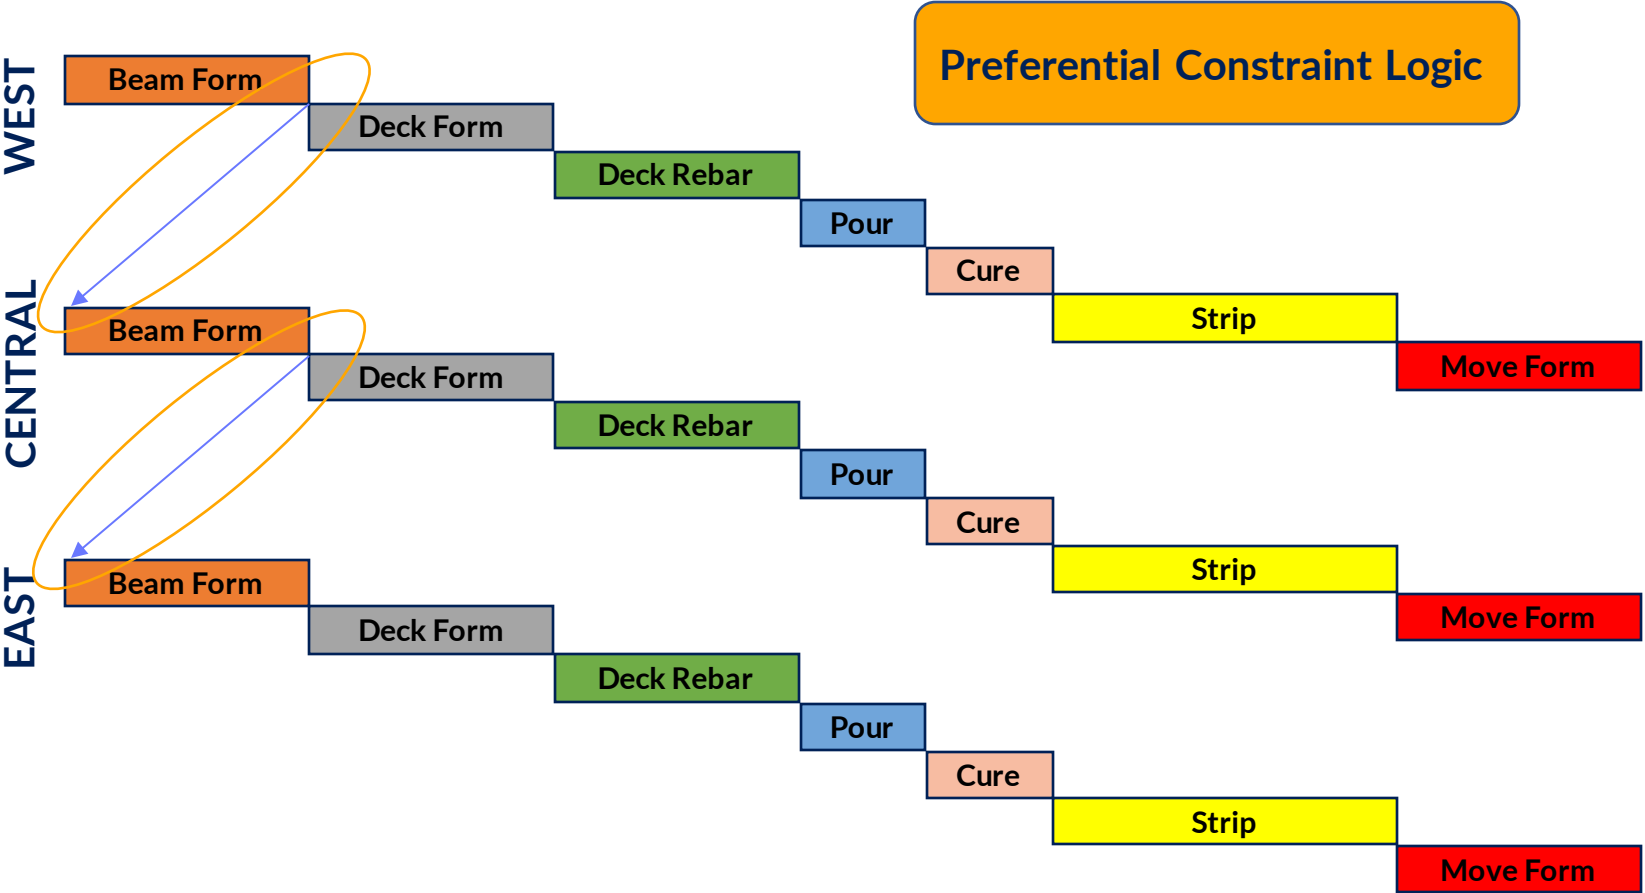 Preferential Constraint Logic
WEST
Beam Form
Deck Form
Deck Rebar
Pour
Cure
Strip
Move Form
CENTRAL
Beam Form
Deck Form
Deck Rebar
Pour
Cure
Strip
Move Form
EAST
Beam Form
Deck Form
Deck Rebar
Pour
Cure
Strip
Move Form